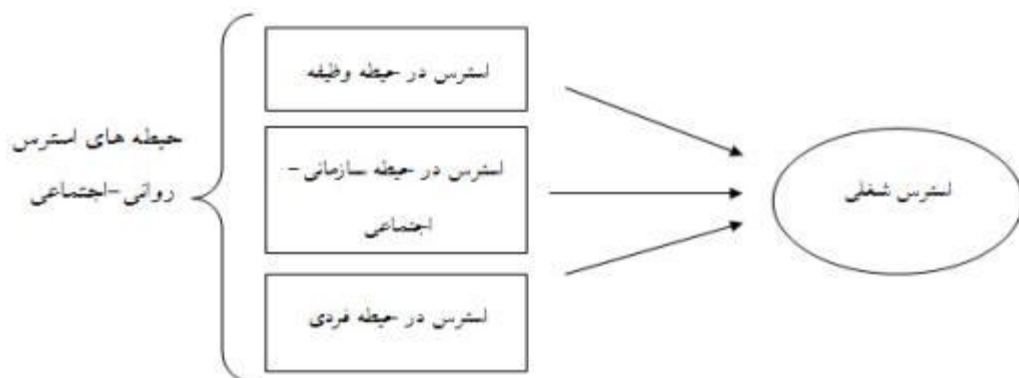 حیطه های استرس
روانی-اجتماعی
استرس در حیطه وظیفه
استرس در حیطه سازمانی-
اجتماعی
استرس در حیطه فردی
استرس شغلی